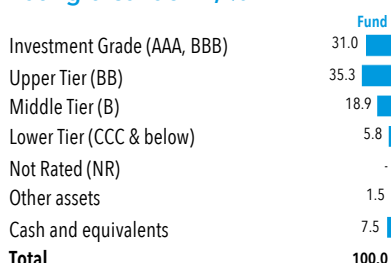 Fund
Investment Grade (AAA, BBB) 31.0
Upper Tier (BB) 35.3
Middle Tier (B) 18.9
Lower Tier (CCC & below) 5.8
Not Rated (NR) -
Other assets 1.5
Cash and equivalents 7.5
Total 100.0